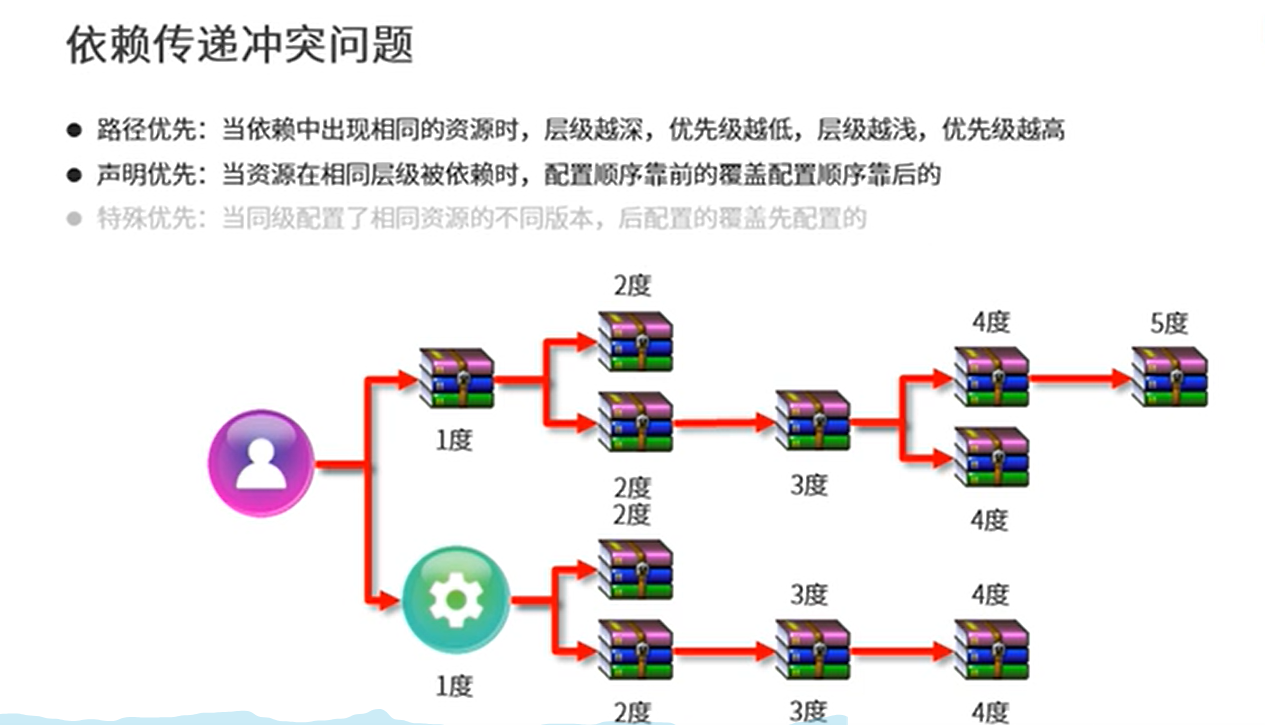 依赖传递冲突问题
● 路径优先：当依赖中出现相同的资源时，层级越深，优先级越低，层级越浅，优先级越高
● 声明优先：当资源在相同层级被依赖时，配置顺序靠前的覆盖配置顺序靠后的
● 特殊优先：当同级配置了相同资源的不同版本，后配置的覆盖先配置的
2度
4度
5度
1度
2度
3度
2度
4度
3度
4度
1度
2度
3度
4度